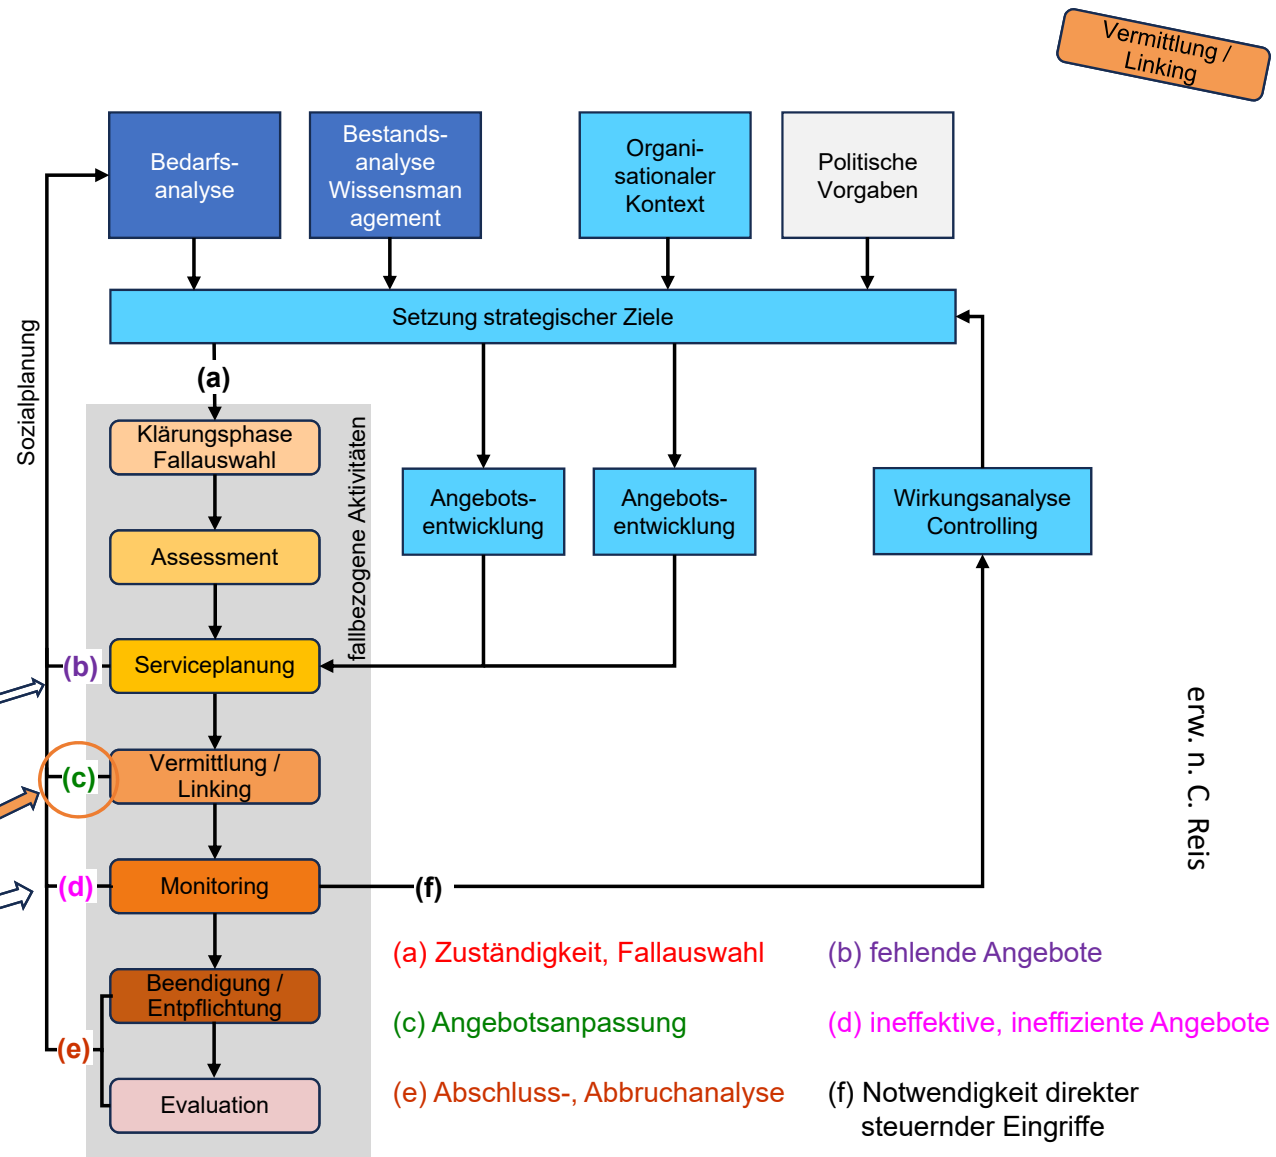 Vermittlung /
Linking
Bedarfs-
analyse
Bestands-
analyse
Wissensman
agement
Organi-
sationaler
Kontext
Politische
Vorgaben
Setzung strategischer Ziele
Sozialplanung
(a)
fallbezogene Aktivitäten
Klärungsphase
Fallauswahl
Angebots-
entwicklung
Angebots-
entwicklung
Wirkungsanalyse
Controlling
Assessment
(b)
Serviceplanung
(c)
Vermittlung /
Linking
erw. n. C. Reis
(d)
Monitoring
(f)
(a) Zuständigkeit, Fallauswahl
(b) fehlende Angebote
Beendigung /
Entpflichtung
(c) Angebotsanpassung
(d) ineffektive, ineffiziente Angebote
(e)
Evaluation
(e) Abschluss-, Abbruchanalyse
(f) Notwendigkeit direkter
steuernder Eingriffe